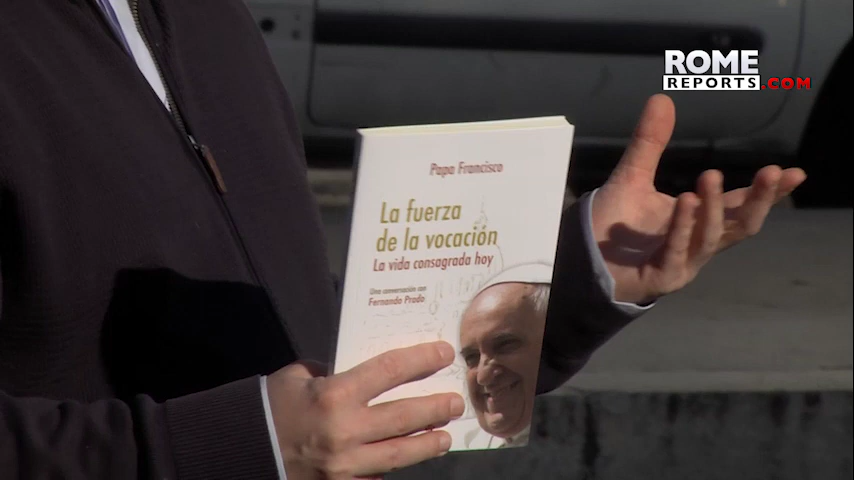 ROME
REPORTS.COM
Papa Francisco
La fuerza
de la vocación
La vida consagrada hoy
Una conversación con
Fernando Prado